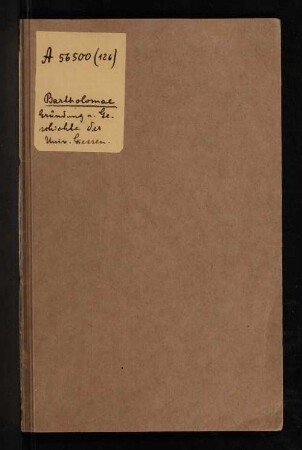 A 56500 (126)
Bartholomae
Gründung u. Ge-
schichte der
Univ. Giessen.